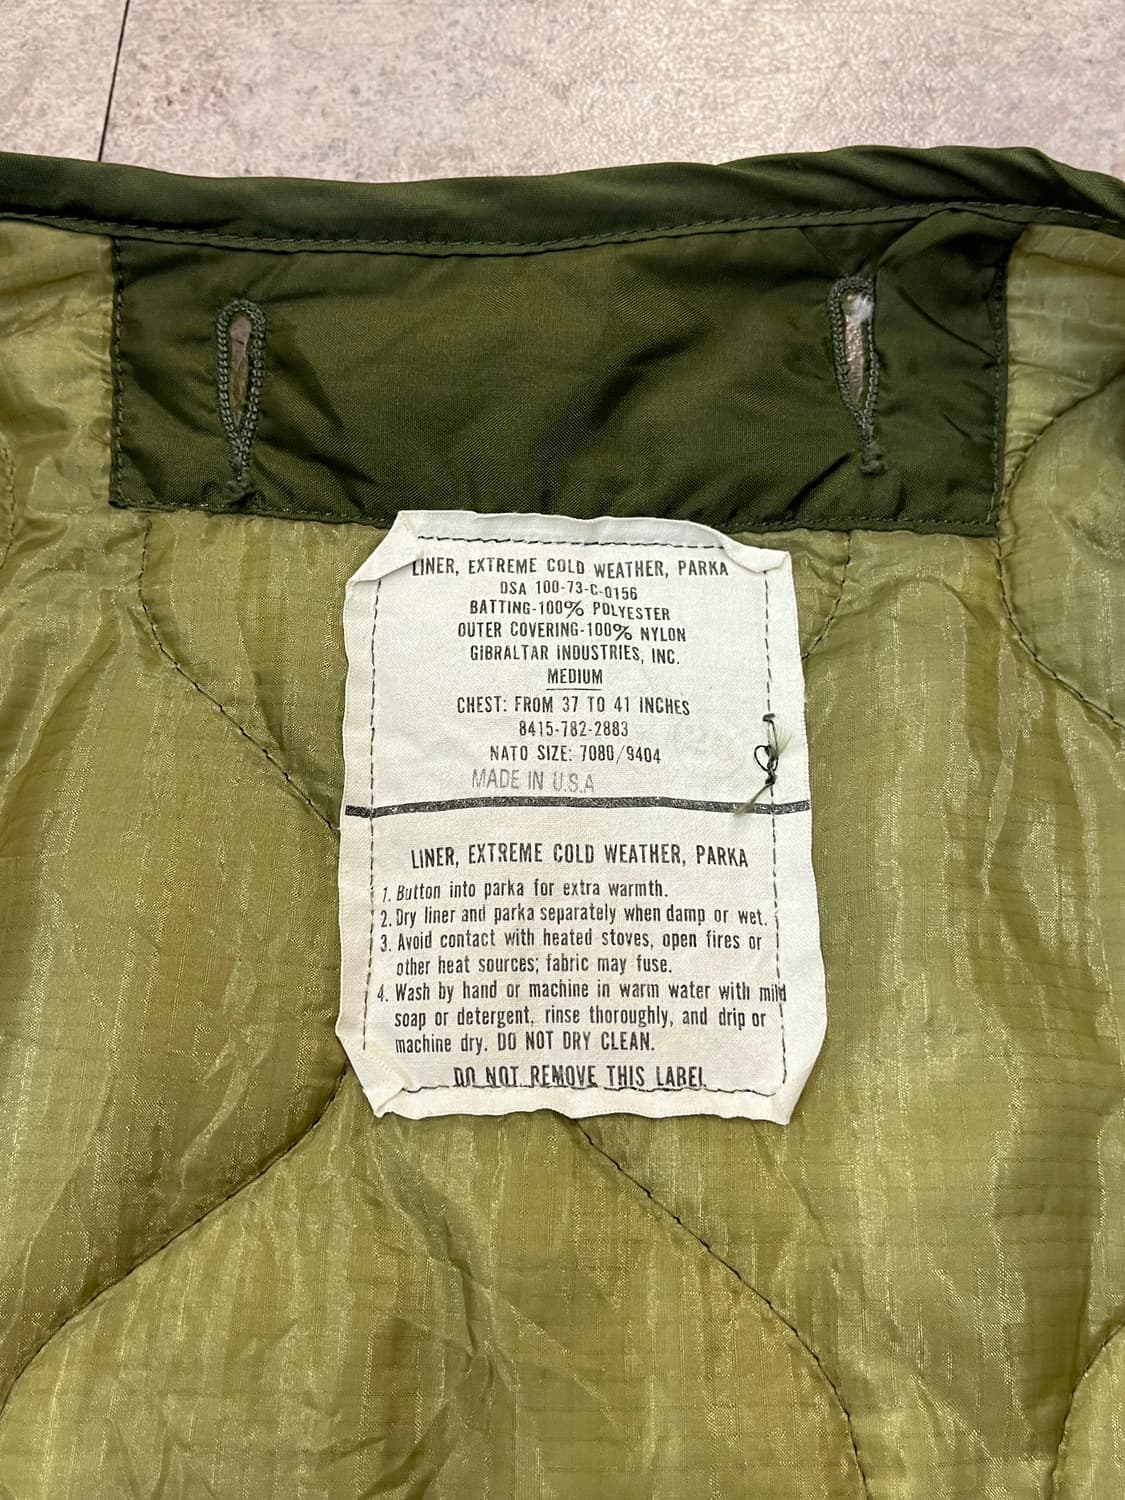 LINER, EXTREME COLD WEATHER, PARKA
DSA 100-73-C-0156
BATTING-100% POLYESTER
OUTER COVERING-100% NYLON
GIBRALTAR INDUSTRIES, INC.
MEDIUM
CHEST: FROM 37 TO 41 INCHES
8415-782-2883
NATO SIZE: 7080/9404
MADE IN U.S.A
LINER, EXTREME COLD WEATHER, PARKA
1. Button into parka for extra warmth.
2. Dry liner and parka separately when damp or wet.
3. Avoid contact with heated stoves, open fires or
other heat sources; fabric may fuse.
4. Wash by hand or machine in warm water with mild
soap or detergent, rinse thoroughly, and drip or
machine dry. DO NOT DRY CLEAN.
DO NOT REMOVE THIS LABEL